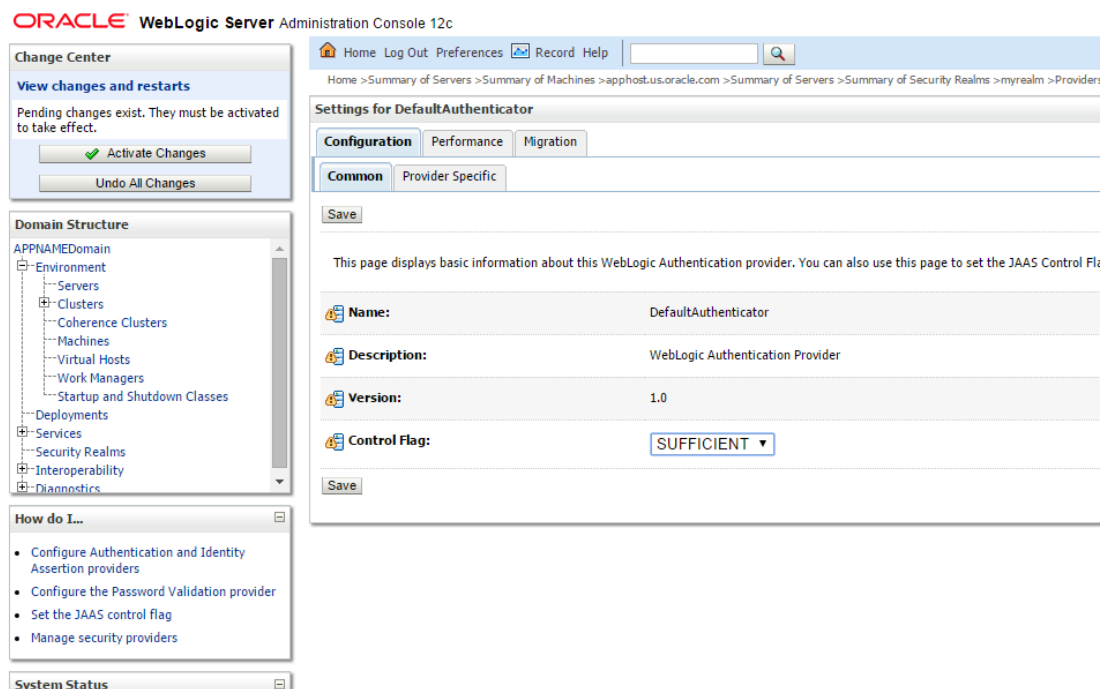 ORACLE WebLogic Server Administration Console 12c
Change Center
View changes and restarts
Pending changes exist. They must be activated
to take effect.
Activate Changes
Undo All Changes
Domain Structure
APPNAMEDomain
Environment
Servers
Clusters
Coherence Clusters
Machines
Virtual Hosts
Work Managers
Startup and Shutdown Classes
Deployments
Services
Security Realms
Interoperability
Diagnostics
How do I...
Configure Authentication and Identity
Assertion providers
Configure the Password Validation provider
Set the JAAS control flag
Manage security providers
System Status
Home Log Out Preferences Record Help
Home >Summary of Servers >Summary of Machines >apphost.us.oracle.com >Summary of Servers >Summary of Security Realms >myrealm >Providers
Settings for DefaultAuthenticator
Configuration Performance Migration
Common Provider Specific
Save
This page displays basic information about this WebLogic Authentication provider. You can also use this page to set the JAAS Control Fla
Name: DefaultAuthenticator
Description: WebLogic Authentication Provider
Version: 1.0
Control Flag: SUFFICIENT
Save